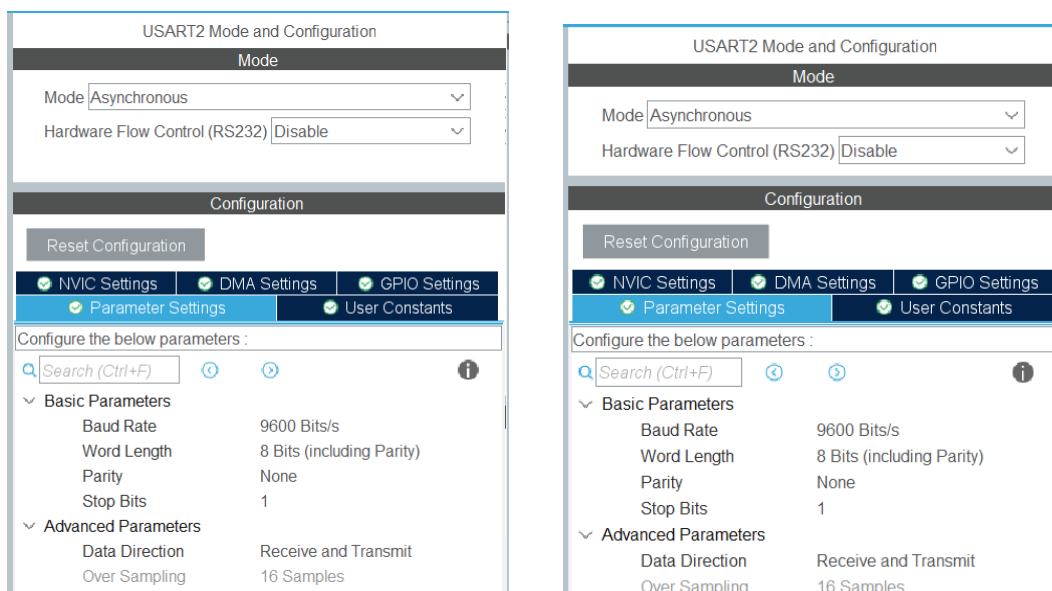 USART2 Mode and Configuration
Mode
Mode Asynchronous
Hardware Flow Control (RS232) Disable
Configuration
Reset Configuration
NVIC Settings DMA Settings GPIO Settings
Parameter Settings User Constants
Configure the below parameters :
Search (Ctrl+F)
Basic Parameters
Baud Rate 9600 Bits/s
Word Length 8 Bits (including Parity)
Parity None
Stop Bits 1
Advanced Parameters
Data Direction Receive and Transmit
Over Sampling 16 Samples
USART2 Mode and Configuration
Mode
Mode Asynchronous
Hardware Flow Control (RS232) Disable
Configuration
Reset Configuration
NVIC Settings DMA Settings GPIO Settings
Parameter Settings User Constants
Configure the below parameters :
Search (Ctrl+F)
Basic Parameters
Baud Rate 9600 Bits/s
Word Length 8 Bits (including Parity)
Parity None
Stop Bits 1
Advanced Parameters
Data Direction Receive and Transmit
Over Sampling 16 Samples